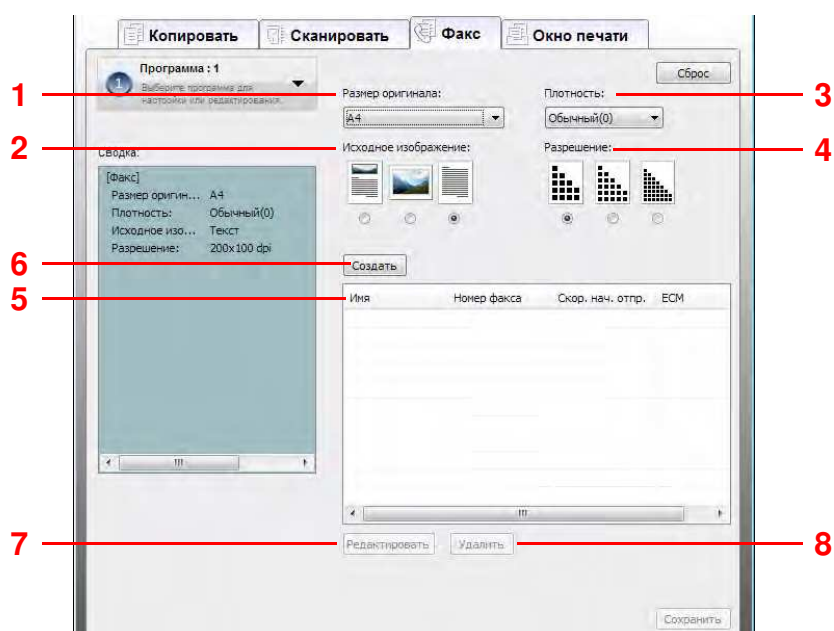 Копировать Сканировать Факс Окно печати
Программа : 1
1
Выберите программа для
настройки или редактирования.
Сброс
1 Размер оригинала: Плотность: 3
A4 Обычный(0)
2 Исходное изображение: Разрешение: 4
Сводка:
[Факс]
Размер оригин... A4
Плотность: Обычный(0)
Исходное изо... Текст
Разрешение: 200x100 dpi
6 Создать
5 Имя Номер факса Скор. нач. отпр. ECM
7 Редактировать Удалить 8
Сохранить